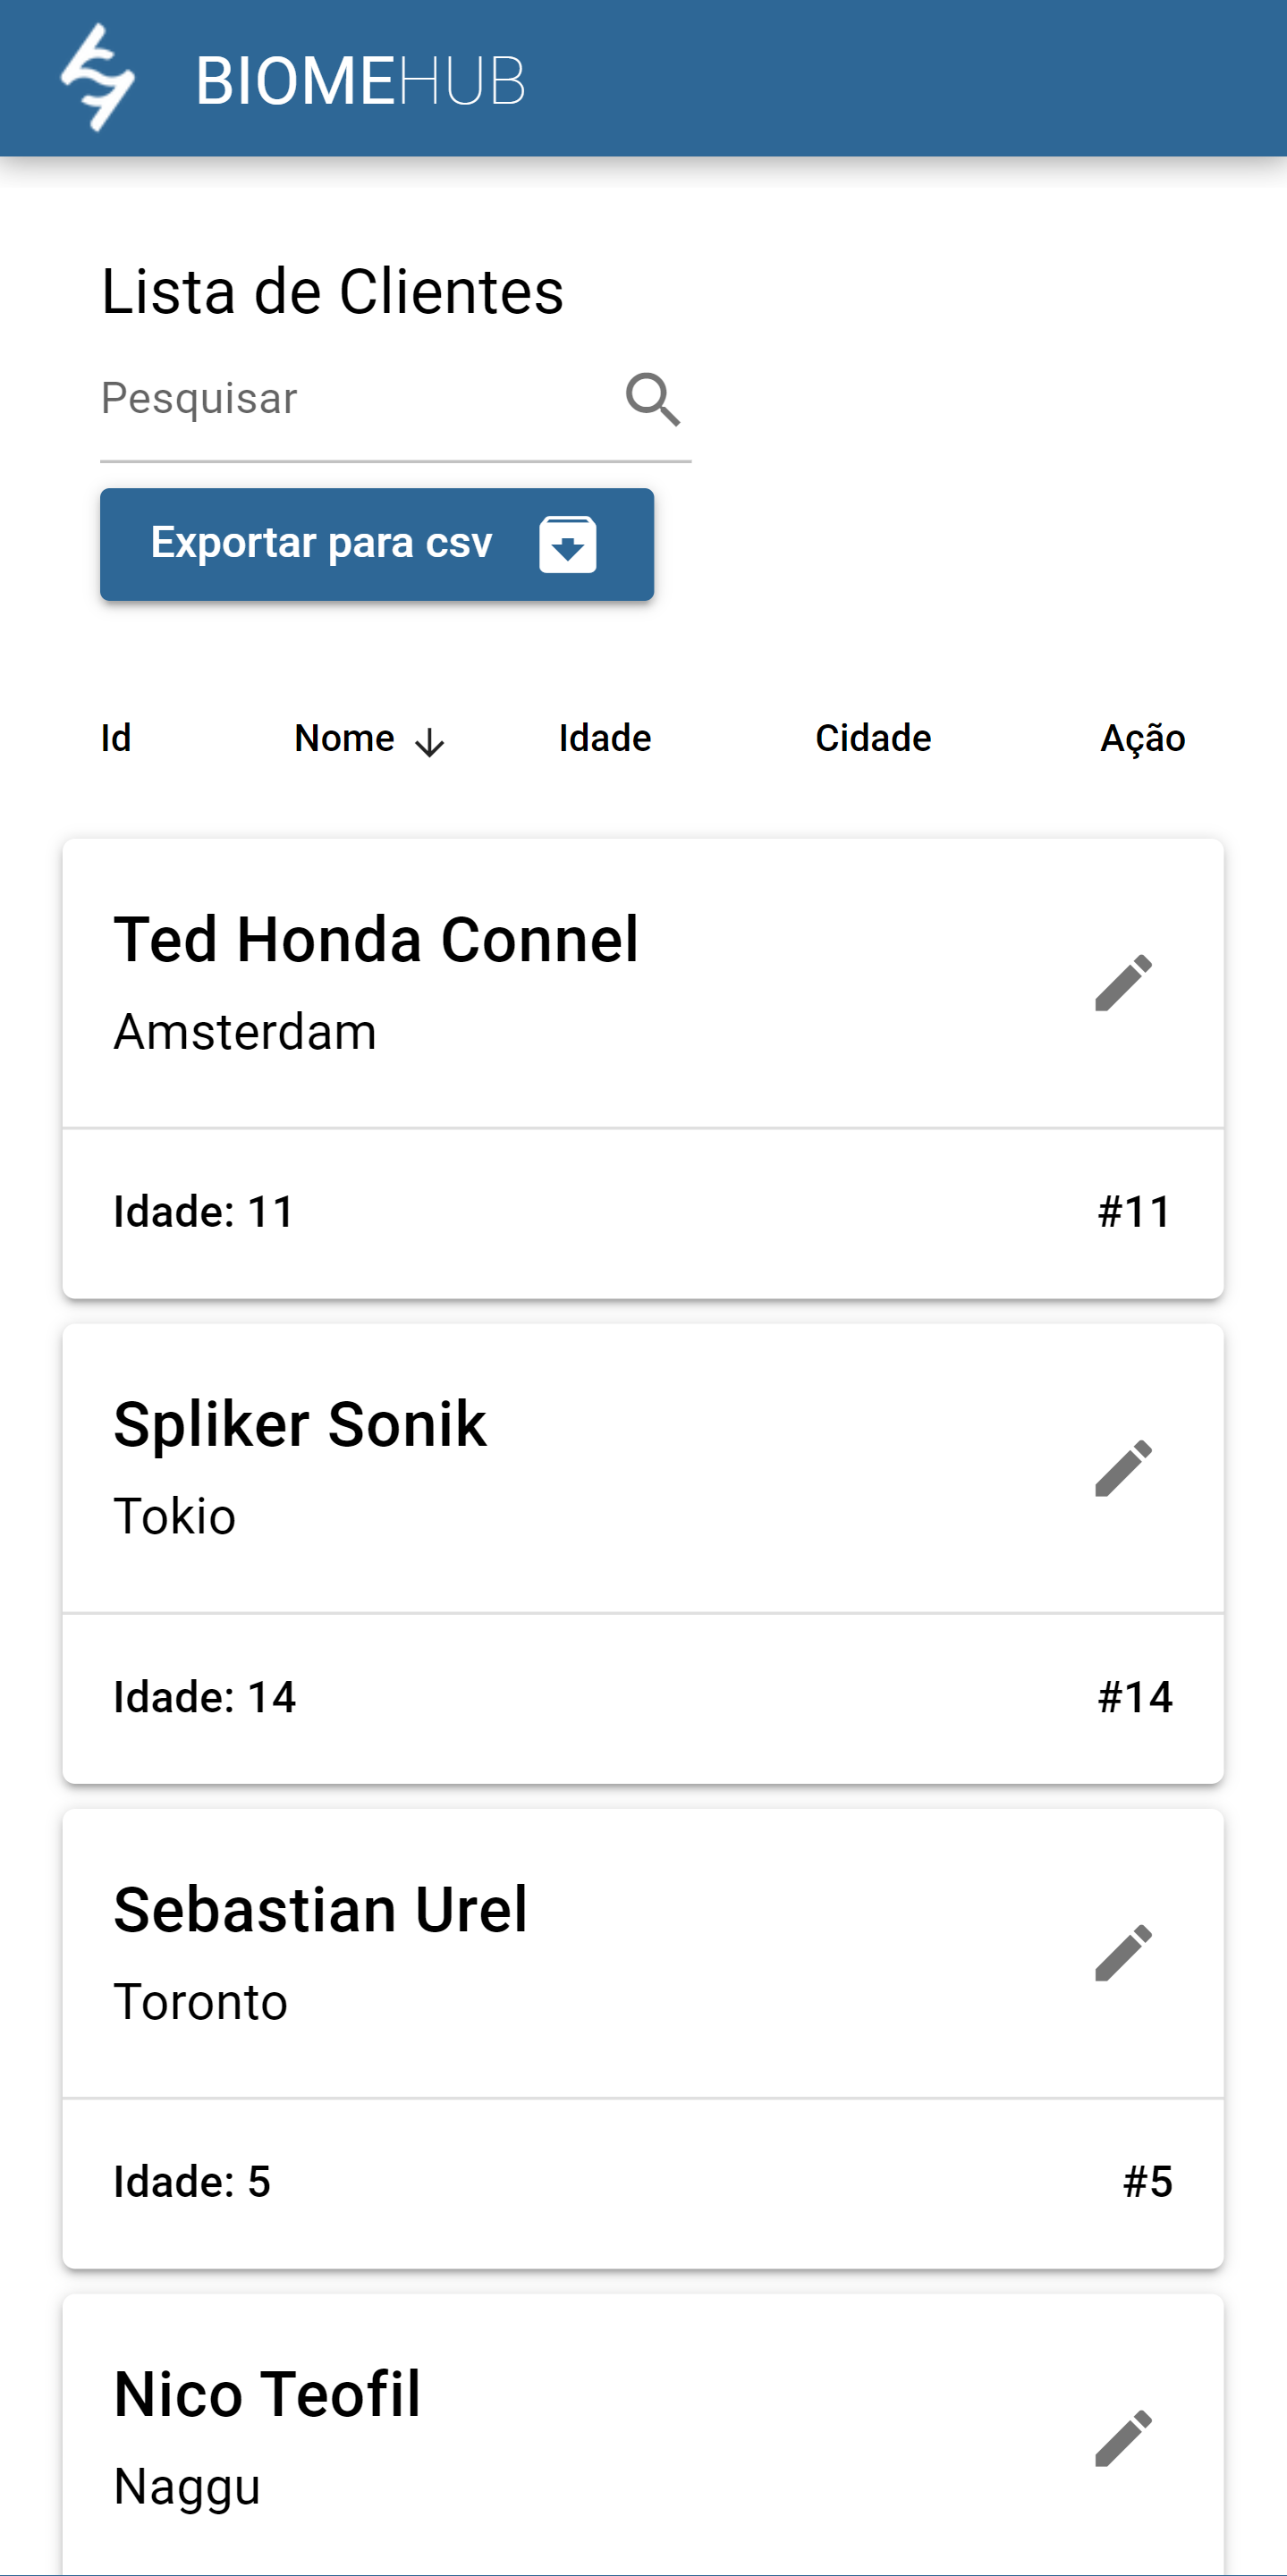 BIOMEHUB
Lista de Clientes
Pesquisar
Exportar para csv
Id Nome Idade Cidade Ação
Ted Honda Connel
Amsterdam
Idade: 11 #11
Spliker Sonik
Tokio
Idade: 14 #14
Sebastian Urel
Toronto
Idade: 5 #5
Nico Teofil
Naggu